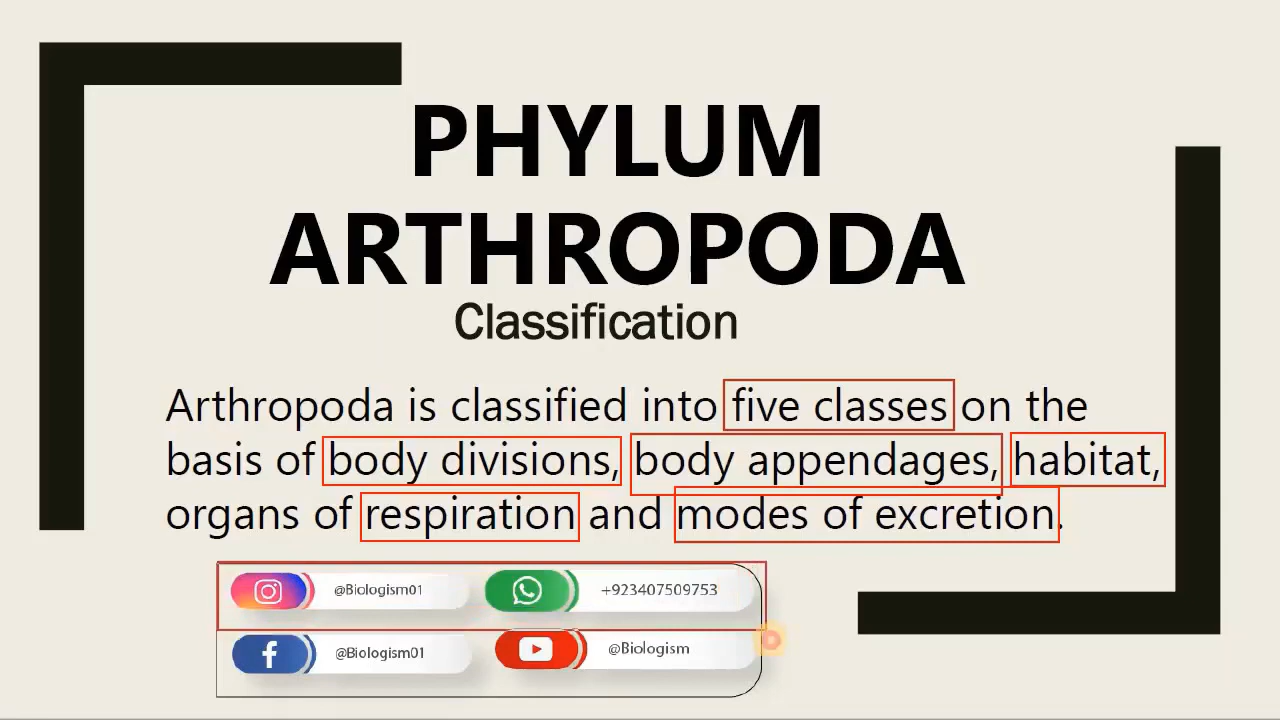 PHYLUM
ARTHROPODA
Classification
Arthropoda is classified into five classes on the
basis of body divisions, body appendages, habitat,
organs of respiration and modes of excretion.
@Biologism01 +923407509753
@Biologism01 @Biologism